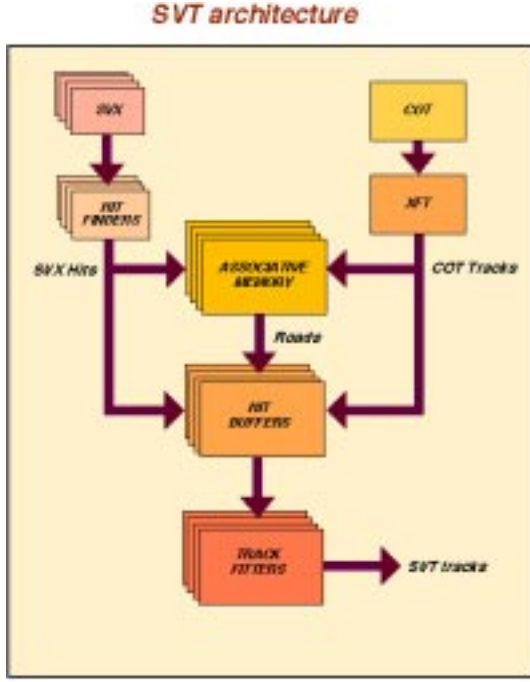 SVT architecture
SVX
COT
HIT
FINDERS
XFT
SVX Hits
ASSOCIATIVE
MEMORY
COT Tracks
Roads
HIT
BUFFERS
TRACK
FITTERS
SVT tracks